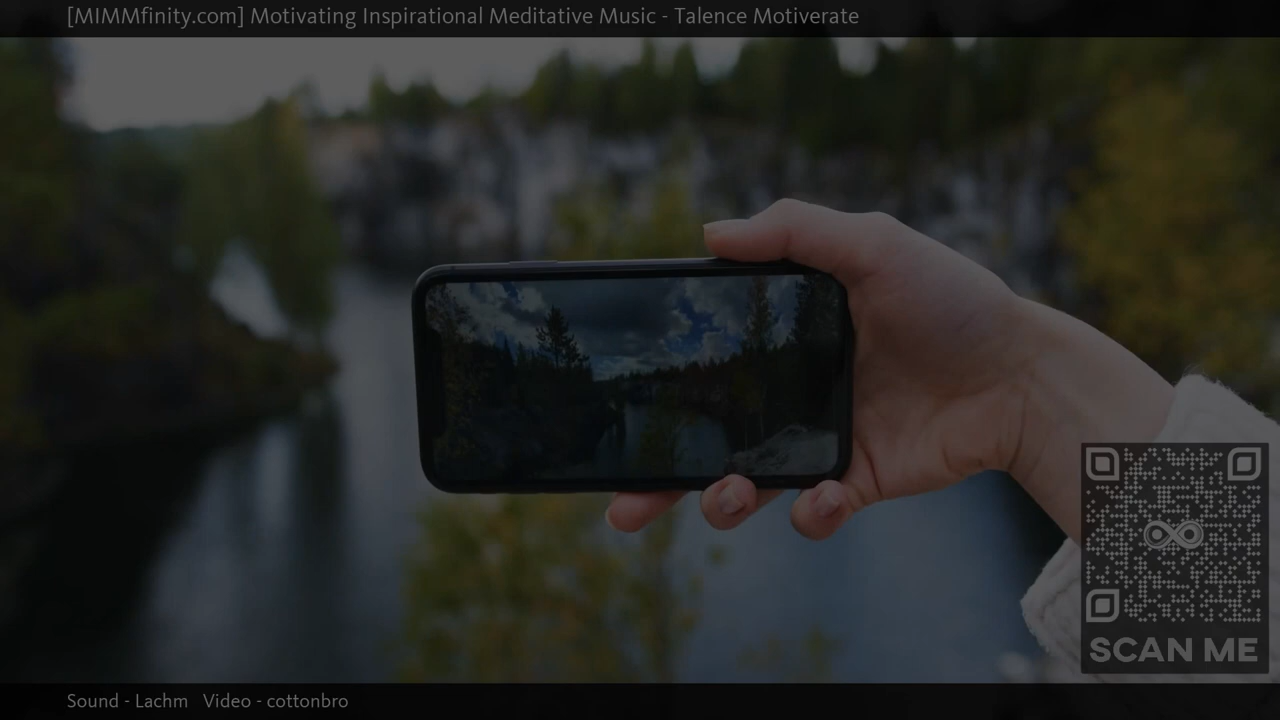 [MIMMfinity.com] Motivating Inspirational Meditative Music - Talence Motiverate
SCAN ME
Sound - Lachm   Video - cottonbro